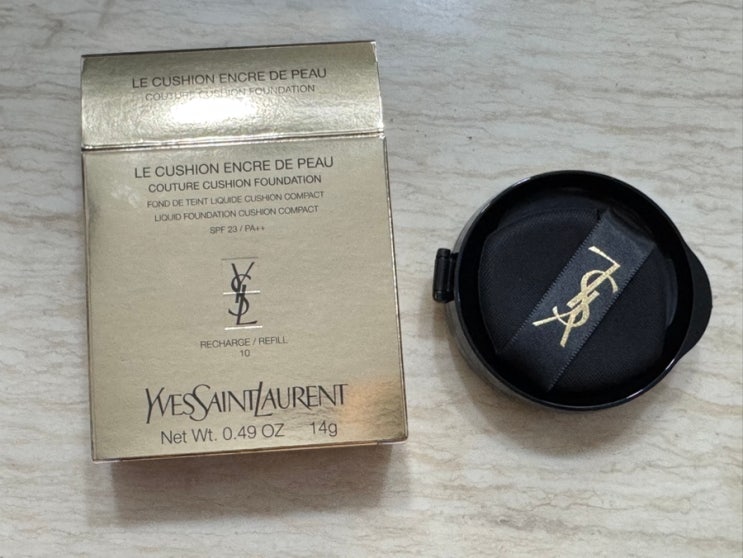 LE CUSHION ENCRE DE PEAU
COUTURE CUSHION FOUNDATION
LE CUSHION ENCRE DE PEAU
COUTURE CUSHION FOUNDATION
FOND DE TEINT LIQUIDE CUSHION COMPACT
LIQUID FOUNDATION CUSHION COMPACT
SPF 23 / PA++
YSL
RECHARGE / REFILL
10
YVESSAINTLAURENT
Net Wt. 0.49 OZ 14g
YSL